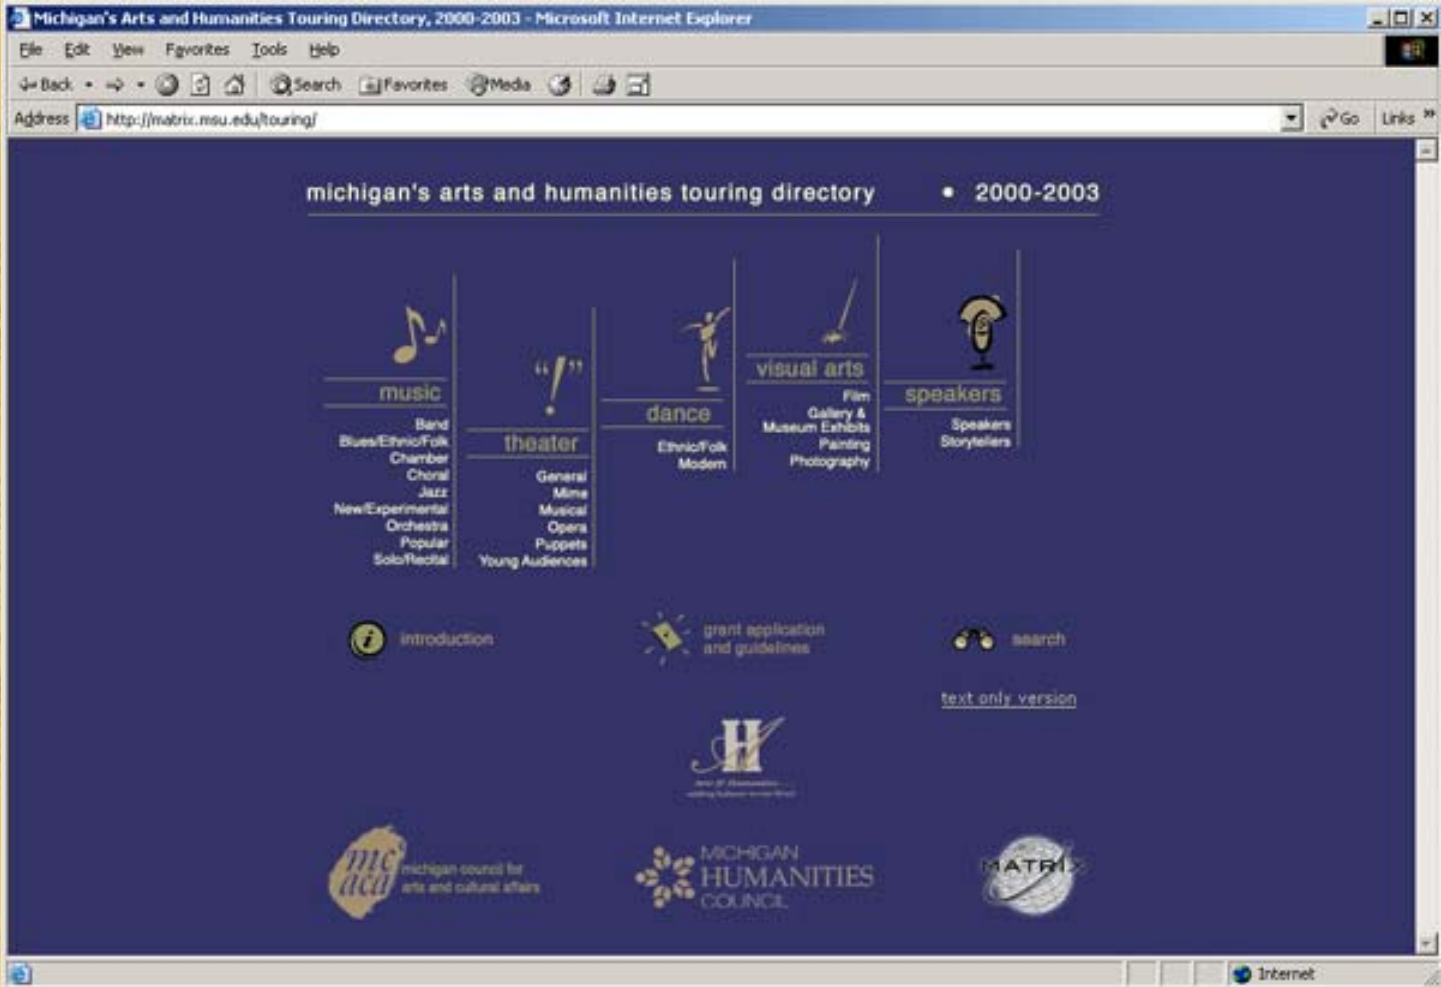 Michigan's Arts and Humanities Touring Directory, 2000-2003 - Microsoft Internet Explorer
File Edit View Favorites Tools Help
Back Search Favorites Media
Address http://matrix.msu.edu/touring/ Go Links »
michigan's arts and humanities touring directory • 2000-2003
music
Band
Blues/Ethnic/Folk
Chamber
Choral
Jazz
New/Experimental
Orchestra
Popular
Solo/Recital
“!”
theater
General
Mime
Musical
Opera
Puppets
Young Audiences
dance
Ethnic/Folk
Modern
visual arts
Film
Gallery &
Museum Exhibits
Painting
Photography
speakers
Speakers
Storytellers
i introduction
grant application
and guidelines
search
text only version
AH
Arts & Humanities
mcaca
michigan council for
arts and cultural affairs
MICHIGAN
HUMANITIES
COUNCIL
MATRIX
Internet